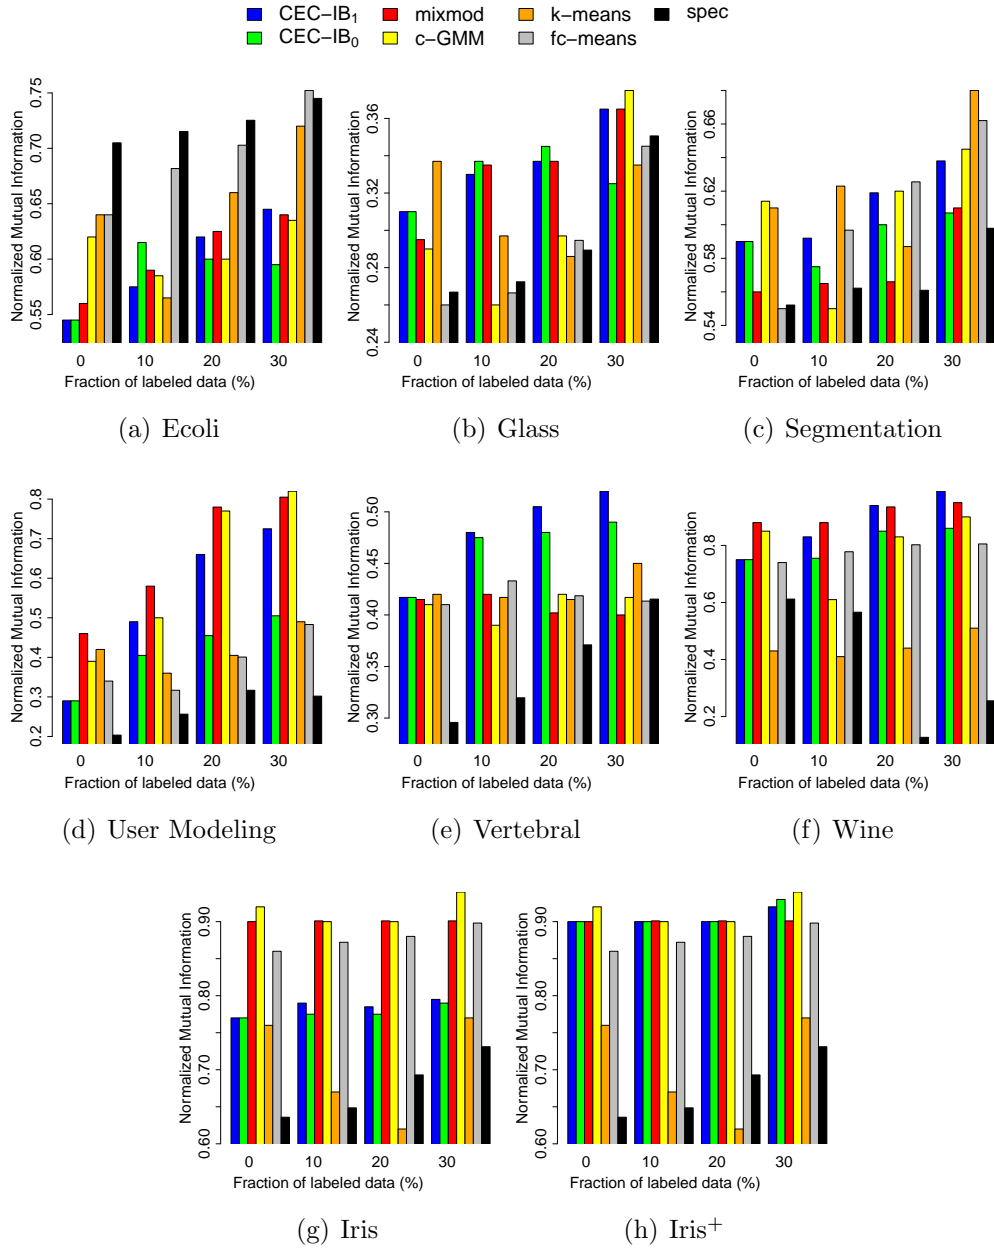 CEC−IB1 mixmod k−means spec
CEC−IB0 c−GMM fc−means
Normalized Mutual Information
0.55 0.60 0.65 0.70 0.75
0 10 20 30
Fraction of labeled data (%)
(a) Ecoli
Normalized Mutual Information
0.24 0.28 0.32 0.36
0 10 20 30
Fraction of labeled data (%)
(b) Glass
Normalized Mutual Information
0.54 0.58 0.62 0.66
0 10 20 30
Fraction of labeled data (%)
(c) Segmentation
Normalized Mutual Information
0.2 0.3 0.4 0.5 0.6 0.7 0.8
0 10 20 30
Fraction of labeled data (%)
(d) User Modeling
Normalized Mutual Information
0.30 0.35 0.40 0.45 0.50
0 10 20 30
Fraction of labeled data (%)
(e) Vertebral
Normalized Mutual Information
0.2 0.4 0.6 0.8
0 10 20 30
Fraction of labeled data (%)
(f) Wine
Normalized Mutual Information
0.60 0.70 0.80 0.90
0 10 20 30
Fraction of labeled data (%)
(g) Iris
Normalized Mutual Information
0.60 0.70 0.80 0.90
0 10 20 30
Fraction of labeled data (%)
(h) Iris+